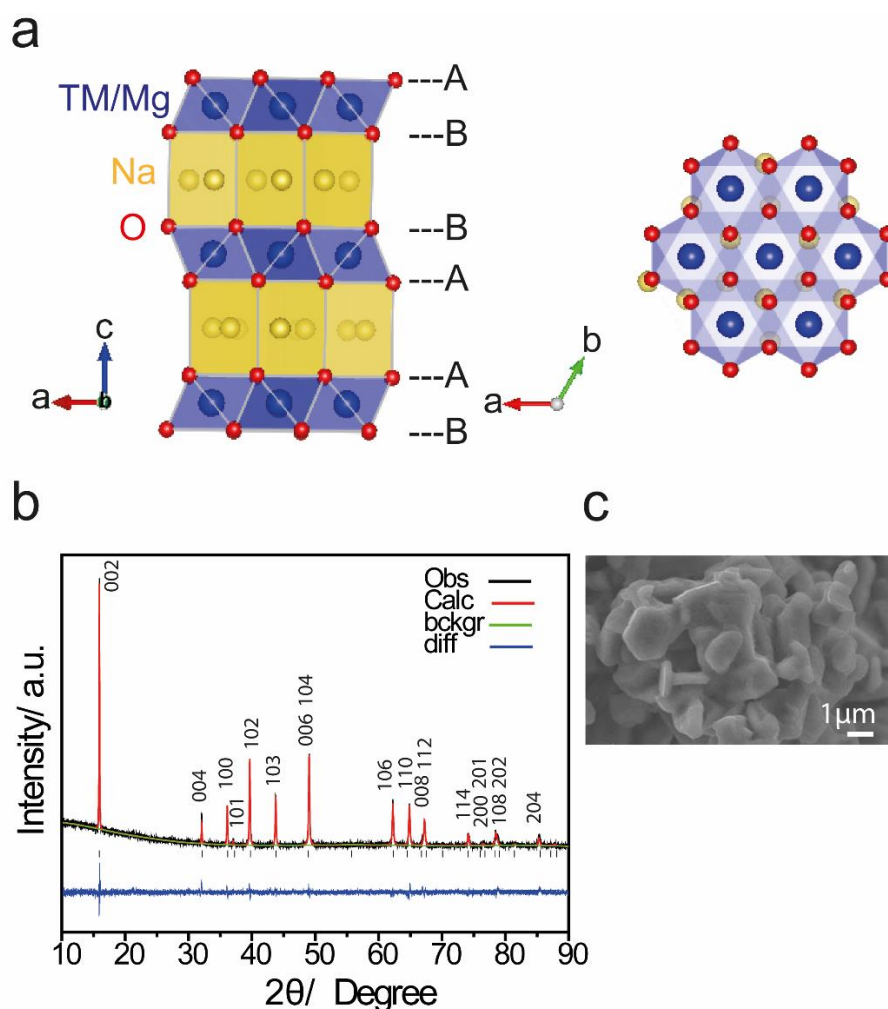 a
TM/Mg
Na
O
---A
---B
---B
---A
---A
---B
c
a
b
b
a
b
c
Obs
Calc
bckgr
diff
002
004
100
101
102
103
006 104
106
110
008 112
114
200 201
108 202
204
Intensity/ a.u.
10 20 30 40 50 60 70 80 90
2θ/ Degree
1μm